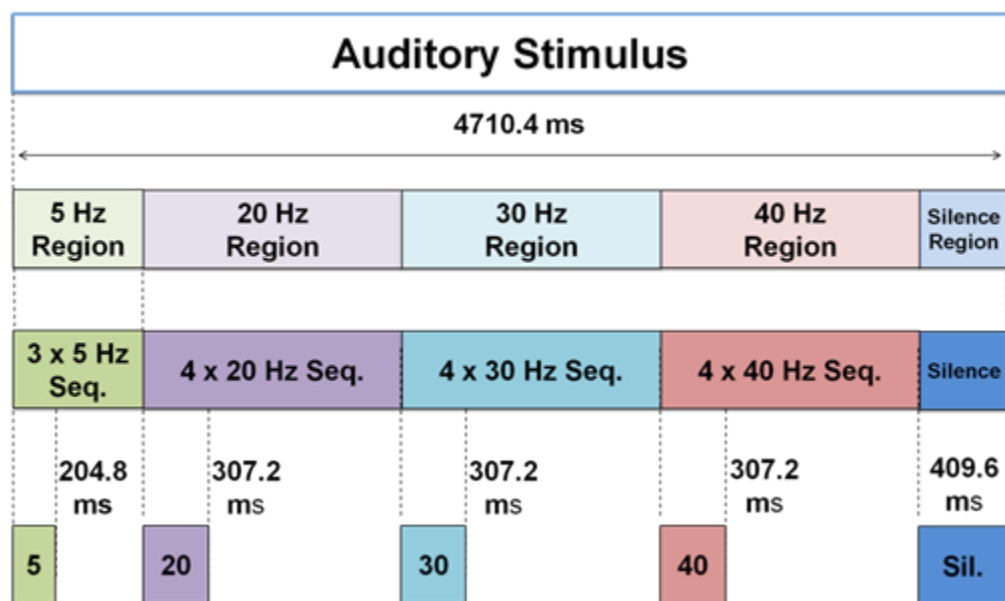 Auditory Stimulus
4710.4 ms
5 Hz
Region
20 Hz
Region
30 Hz
Region
40 Hz
Region
Silence
Region
3 x 5 Hz
Seq.
4 x 20 Hz Seq.
4 x 30 Hz Seq.
4 x 40 Hz Seq.
Silence
204.8
ms
307.2
ms
307.2
ms
307.2
ms
409.6
ms
5
20
30
40
Sil.